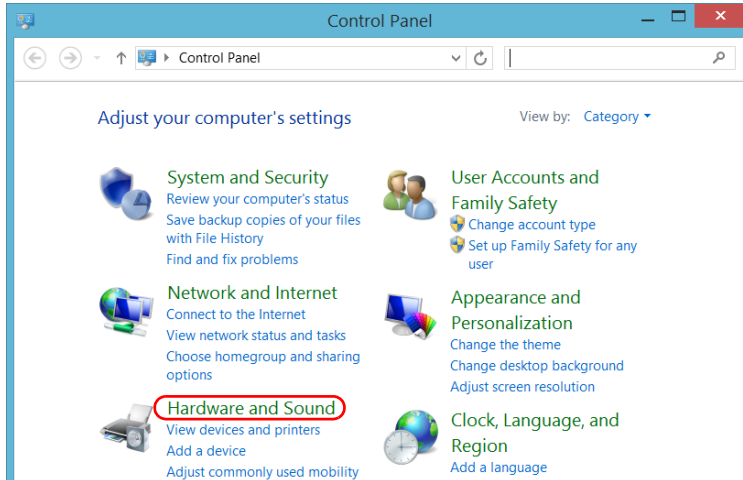 Control Panel
Control Panel
Adjust your computer's settings
View by: Category
System and Security
Review your computer's status
Save backup copies of your files
with File History
Find and fix problems
Network and Internet
Connect to the Internet
View network status and tasks
Choose homegroup and sharing
options
Hardware and Sound
View devices and printers
Add a device
Adjust commonly used mobility
User Accounts and
Family Safety
Change account type
Set up Family Safety for any
user
Appearance and
Personalization
Change the theme
Change desktop background
Adjust screen resolution
Clock, Language, and
Region
Add a language